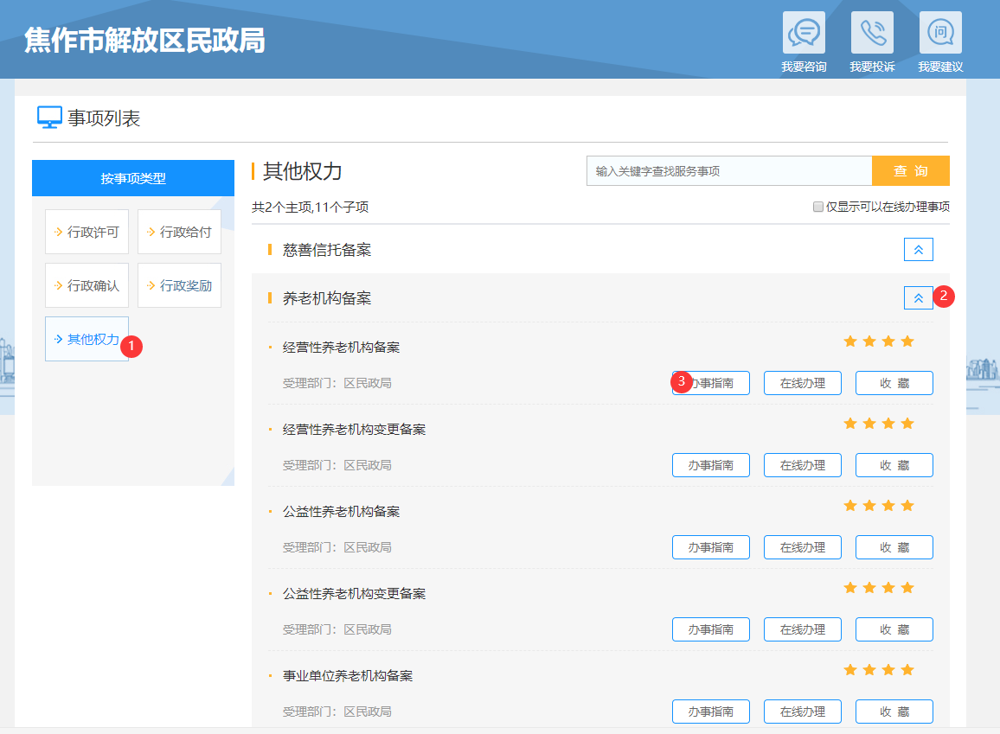 焦作市解放区民政局
我要咨询
我要投诉
问
我要建议
事项列表
按事项类型
行政许可
行政给付
行政确认
行政奖励
其他权力
1
其他权力
输入关键字查找服务事项
查 询
共2个主项,11个子项
仅显示可以在线办理事项
慈善信托备案
养老机构备案
2
经营性养老机构备案
受理部门：区民政局
3
办事指南
在线办理
收 藏
经营性养老机构变更备案
受理部门：区民政局
办事指南
在线办理
收 藏
公益性养老机构备案
受理部门：区民政局
办事指南
在线办理
收 藏
公益性养老机构变更备案
受理部门：区民政局
办事指南
在线办理
收 藏
事业单位养老机构备案
受理部门：区民政局
办事指南
在线办理
收 藏